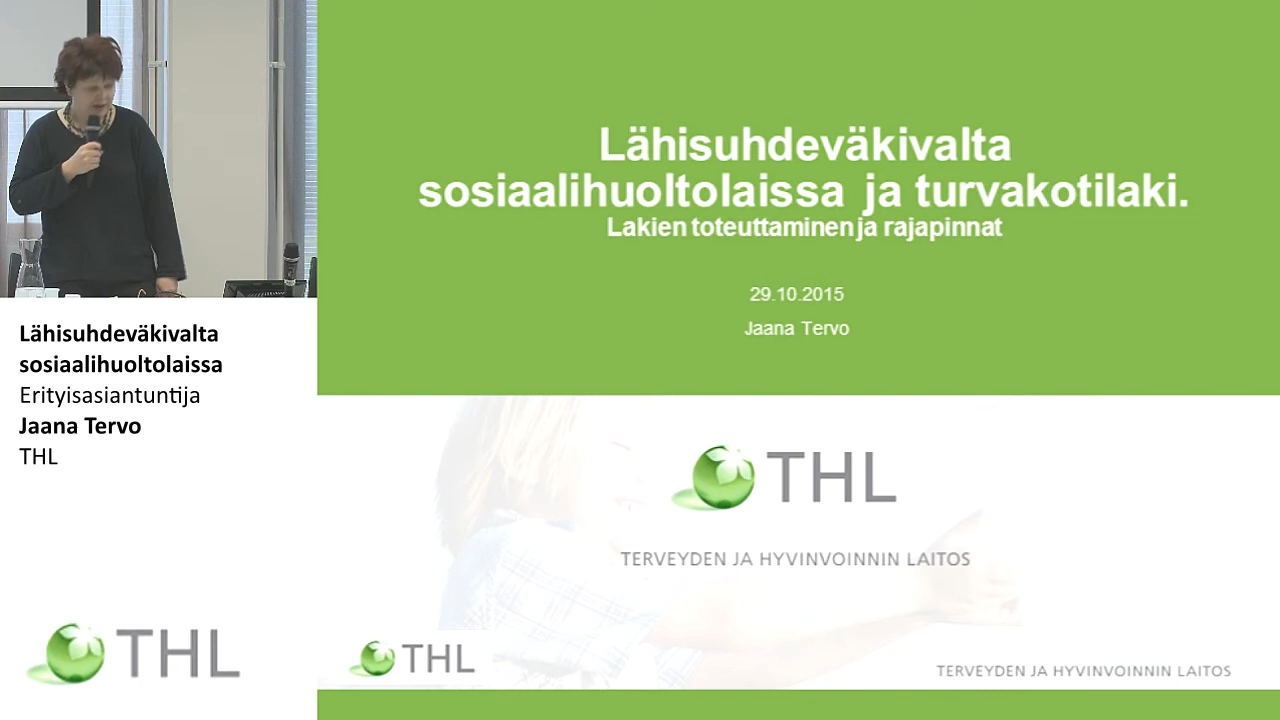 Lähisuhdeväkivalta
sosiaalihuoltolaissa
Erityisasiantuntija
Jaana Tervo
THL
THL
Lähisuhdeväkivalta
sosiaalihuoltolaissa ja turvakotilaki.
Lakien toteuttaminen ja rajapinnat
29.10.2015
Jaana Tervo
THL
TERVEYDEN JA HYVINVOINNIN LAITOS
THL
TERVEYDEN JA HYVINVOINNIN LAITOS